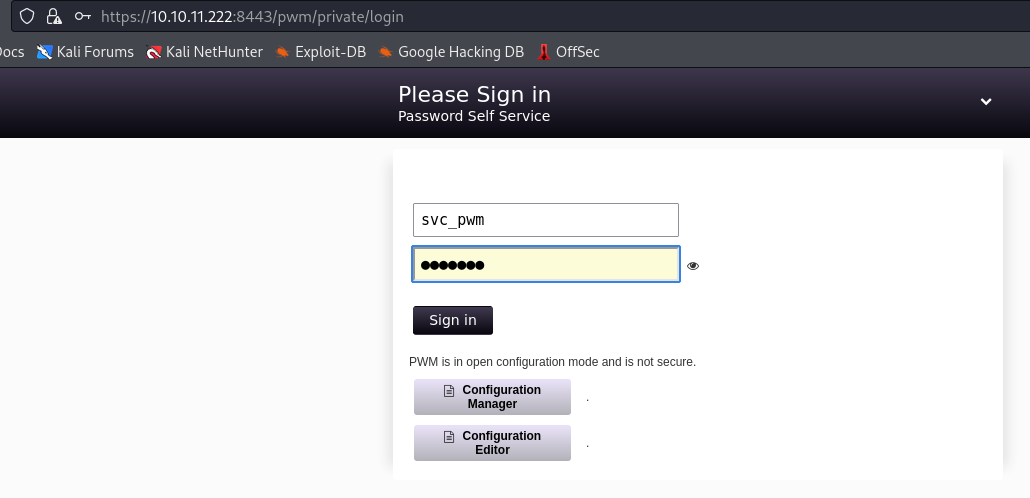 https://10.10.11.222:8443/pwm/private/login
Docs Kali Forums Kali NetHunter Exploit-DB Google Hacking DB OffSec
Please Sign in
Password Self Service
svc_pwm
●●●●●●●
Sign in
PWM is in open configuration mode and is not secure.
Configuration
Manager .
Configuration
Editor .